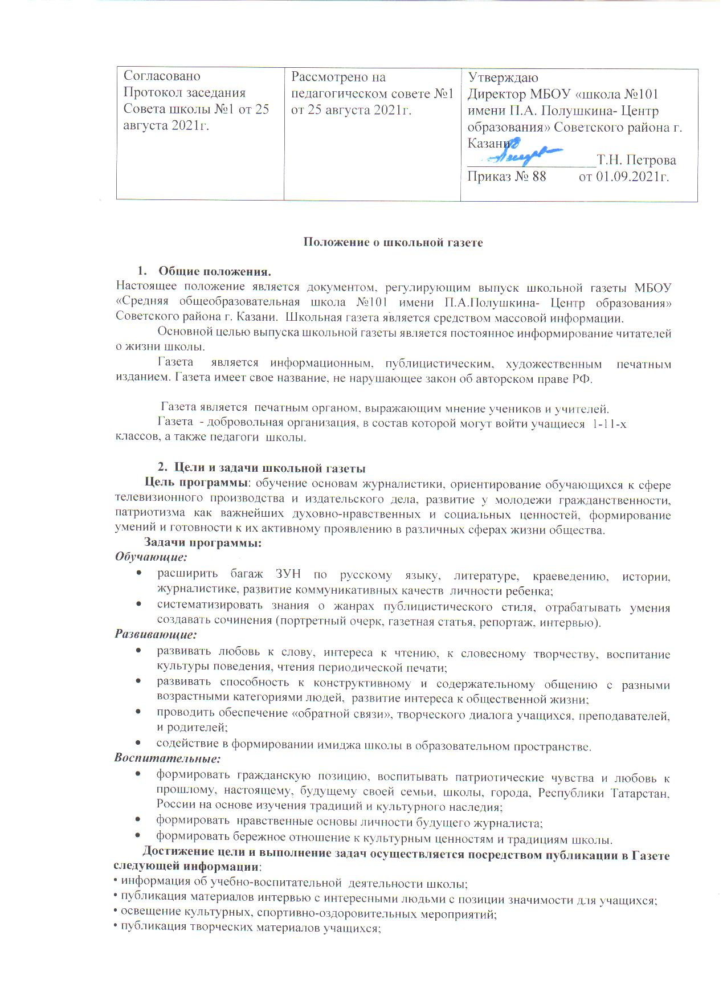 Согласовано
Протокол заседания
Совета школы №1 от 25
августа 2021г.
Рассмотрено на
педагогическом совете №1
от 25 августа 2021г.
Утверждаю
Директор МБОУ «школа №101
имени П.А. Полушкина- Центр
образования» Советского района г.
Казани
_________________Т.Н. Петрова
Приказ № 88 от 01.09.2021г.
Положение о школьной газете
1. Общие положения.
Настоящее положение является документом, регулирующим выпуск школьной газеты МБОУ
«Средняя общеобразовательная школа №101 имени П.А.Полушкина- Центр образования»
Советского района г. Казани. Школьная газета является средством массовой информации.
Основной целью выпуска школьной газеты является постоянное информирование читателей
о жизни школы.
Газета является информационным, публицистическим, художественным печатным
изданием. Газета имеет свое название, не нарушающее закон об авторском праве РФ.
Газета является печатным органом, выражающим мнение учеников и учителей.
Газета - добровольная организация, в состав которой могут войти учащиеся 1-11-х
классов, а также педагоги школы.
2. Цели и задачи школьной газеты
Цель программы: обучение основам журналистики, ориентирование обучающихся к сфере
телевизионного производства и издательского дела, развитие у молодежи гражданственности,
патриотизма как важнейших духовно-нравственных и социальных ценностей, формирование
умений и готовности к их активному проявлению в различных сферах жизни общества.
Задачи программы:
Обучающие:
• расширить багаж ЗУН по русскому языку, литературе, краеведению, истории,
журналистике, развитие коммуникативных качеств личности ребенка;
• систематизировать знания о жанрах публицистического стиля, отрабатывать умения
создавать сочинения (портретный очерк, газетная статья, репортаж, интервью).
Развивающие:
• развивать любовь к слову, интереса к чтению, к словесному творчеству, воспитание
культуры поведения, чтения периодической печати;
• развивать способность к конструктивному и содержательному общению с разными
возрастными категориями людей, развитие интереса к общественной жизни;
• проводить обеспечение «обратной связи», творческого диалога учащихся, преподавателей,
и родителей;
• содействие в формировании имиджа школы в образовательном пространстве.
Воспитательные:
• формировать гражданскую позицию, воспитывать патриотические чувства и любовь к
прошлому, настоящему, будущему своей семьи, школы, города, Республики Татарстан,
России на основе изучения традиций и культурного наследия;
• формировать нравственные основы личности будущего журналиста;
• формировать бережное отношение к культурным ценностям и традициям школы.
Достижение цели и выполнение задач осуществляется посредством публикации в Газете
следующей информации:
• информация об учебно-воспитательной деятельности школы;
• публикация материалов интервью с интересными людьми с позиции значимости для учащихся;
• освещение культурных, спортивно-оздоровительных мероприятий;
• публикация творческих материалов учащихся;